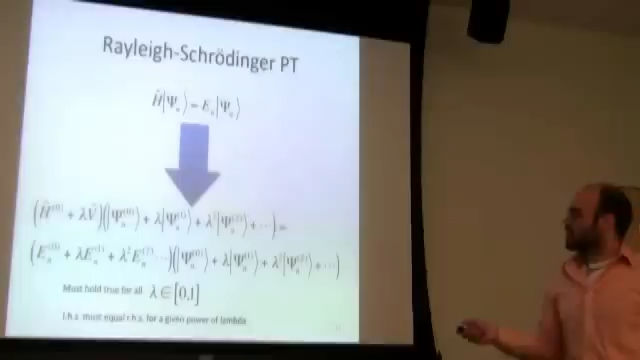 Rayleigh-Schrödinger PT
Ĥ|Ψₙ⟩ = Eₙ|Ψₙ⟩
(Ĥ⁽⁰⁾ + λV̂)(|Ψₙ⁽⁰⁾⟩ + λ|Ψₙ⁽¹⁾⟩ + λ²|Ψₙ⁽²⁾⟩ + ⋯) =
(Eₙ⁽⁰⁾ + λEₙ⁽¹⁾ + λ²Eₙ⁽²⁾ ⋯)(|Ψₙ⁽⁰⁾⟩ + λ|Ψₙ⁽¹⁾⟩ + λ²|Ψₙ⁽²⁾⟩ + ⋯)
Must hold true for all λ ∈ [0,1]
l.h.s must equal r.h.s. for a given power of lambda